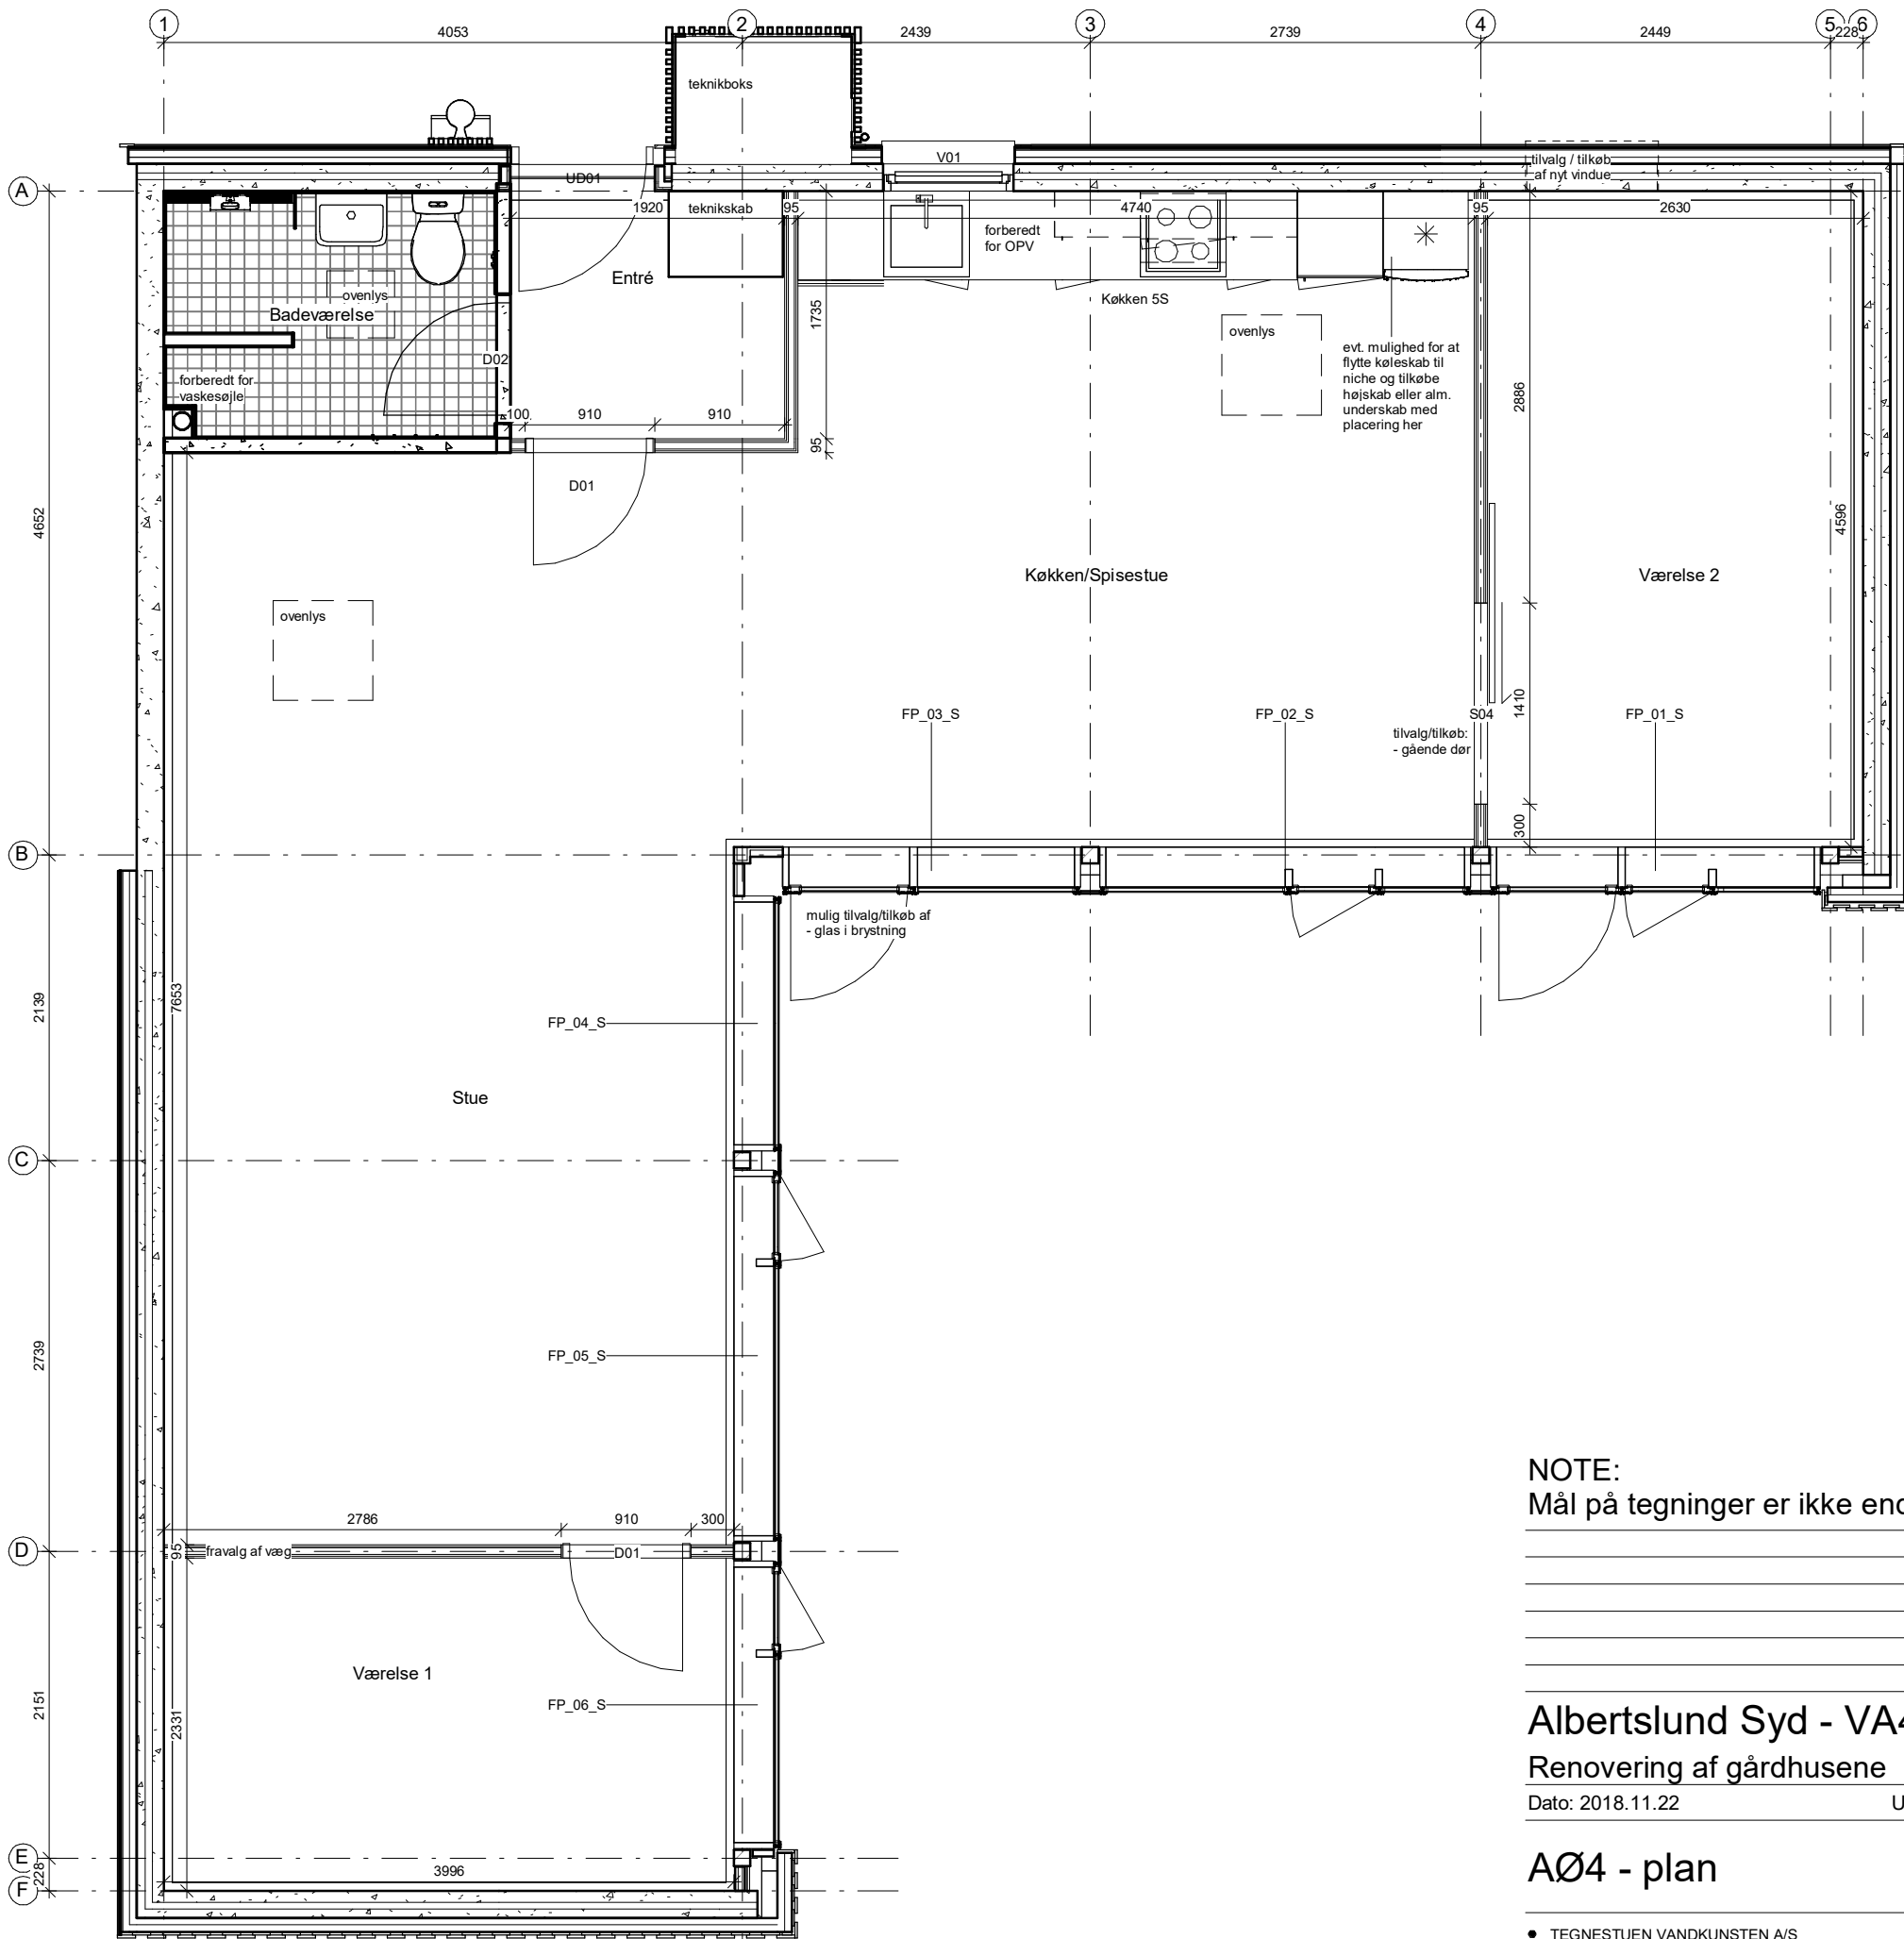 1
4053
2
2439
3
2739
4
2449
5
228
6
teknikboks
V01
tilvalg / tilkøb
af nyt vindue
A
UD01
1920
teknikskab
95
4740
95
2630
forberedt
for OPV
Entré
ovenlys
Badeværelse
1735
Køkken 5S
ovenlys
evt. mulighed for at
flytte køleskab til
niche og tilkøbe
højskab eller alm.
underskab med
placering her
D02
forberedt for
vaskesøjle
100
910
910
95
2886
D01
4652
4596
Køkken/Spisestue
Værelse 2
ovenlys
FP_03_S
FP_02_S
S04
1410
FP_01_S
tilvalg/tilkøb:
- gående dør
300
B
mulig tilvalg/tilkøb af
- glas i brystning
7653
2139
FP_04_S
Stue
C
2739
FP_05_S
NOTE:
Mål på tegninger er ikke end
2786
910
300
D
95
fravalg af væg
D01
Værelse 1
2151
2331
FP_06_S
Albertslund Syd - VA4
Renovering af gårdhusene
Dato: 2018.11.22
U
E
228
3996
F
AØ4 - plan
TEGNESTUEN VANDKUNSTEN A/S